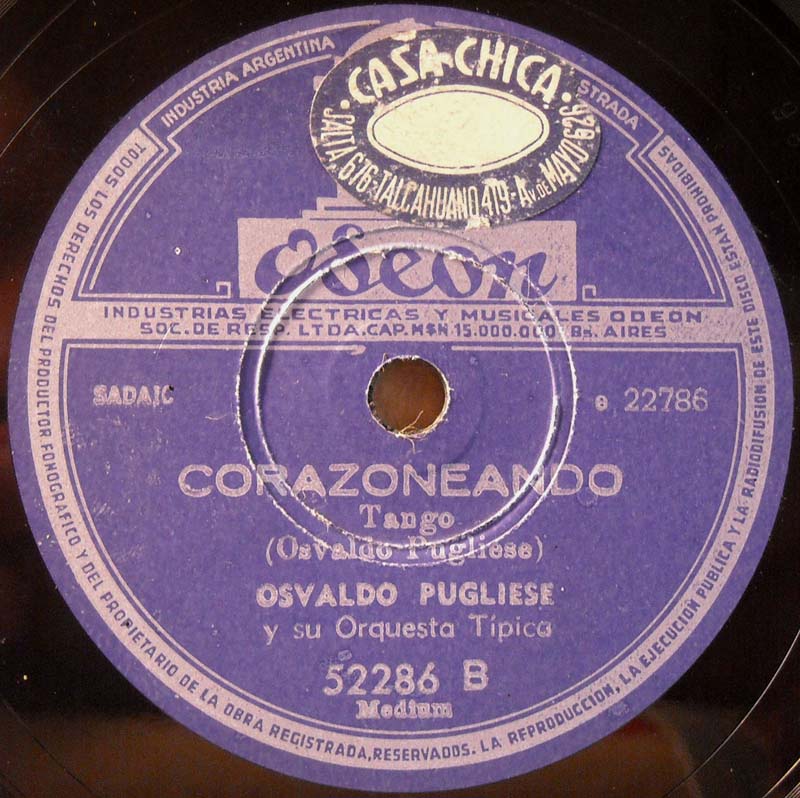 INDUSTRIA ARGENTINA
STRADA
·CASA·CHICA·
SALTA 676-TALCAHUANO 419-AV. DE MAYO 629
Odeon
INDUSTRIAS ELECTRICAS Y MUSICALES ODEON
SOC. DE RESP. LTDA. CAP. M$N 15.000.000 Bs. AIRES
SADAIC
e 22786
CORAZONEANDO
Tango
(Osvaldo Pugliese)
OSVALDO PUGLIESE
y su Orquesta Típica
52286 B
Medium
TODOS LOS DERECHOS DEL PRODUCTOR FONOGRAFICO Y DEL PROPIETARIO DE LA OBRA REGISTRADA, RESERVADOS. LA REPRODUCCIÓN, LA EJECUCIÓN PUBLICA Y LA RADIODIFUSION DE ESTE DISCO ESTAN PROHIBIDAS